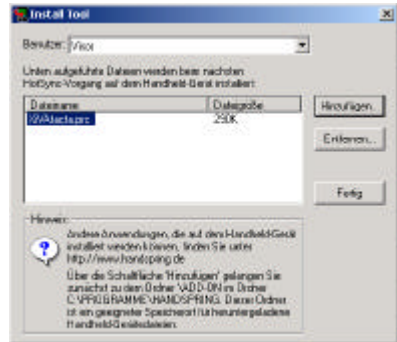 Install Tool
Benutzer: Visor
Unten aufgeführte Dateien werden beim nächsten
HotSync-Vorgang auf dem Handheld-Gerät installiert:
Dateiname Dateigröße
290K
Hinzufügen...
Entfernen...
Fertig
Hinweis
Andere Anwendungen, die auf dem Handheld-Gerät
installiert werden können, finden Sie unter
http://www.handspring.de
Über die Schaltfläche 'Hinzufügen' gelangen Sie
zunächst zu dem Ordner \ADD-ON im Ordner
C:\PROGRAMME\HANDSPRING. Dieser Ordner
ist ein geeigneter Speicherort für heruntergeladene
Handheld-Gerätedateien.